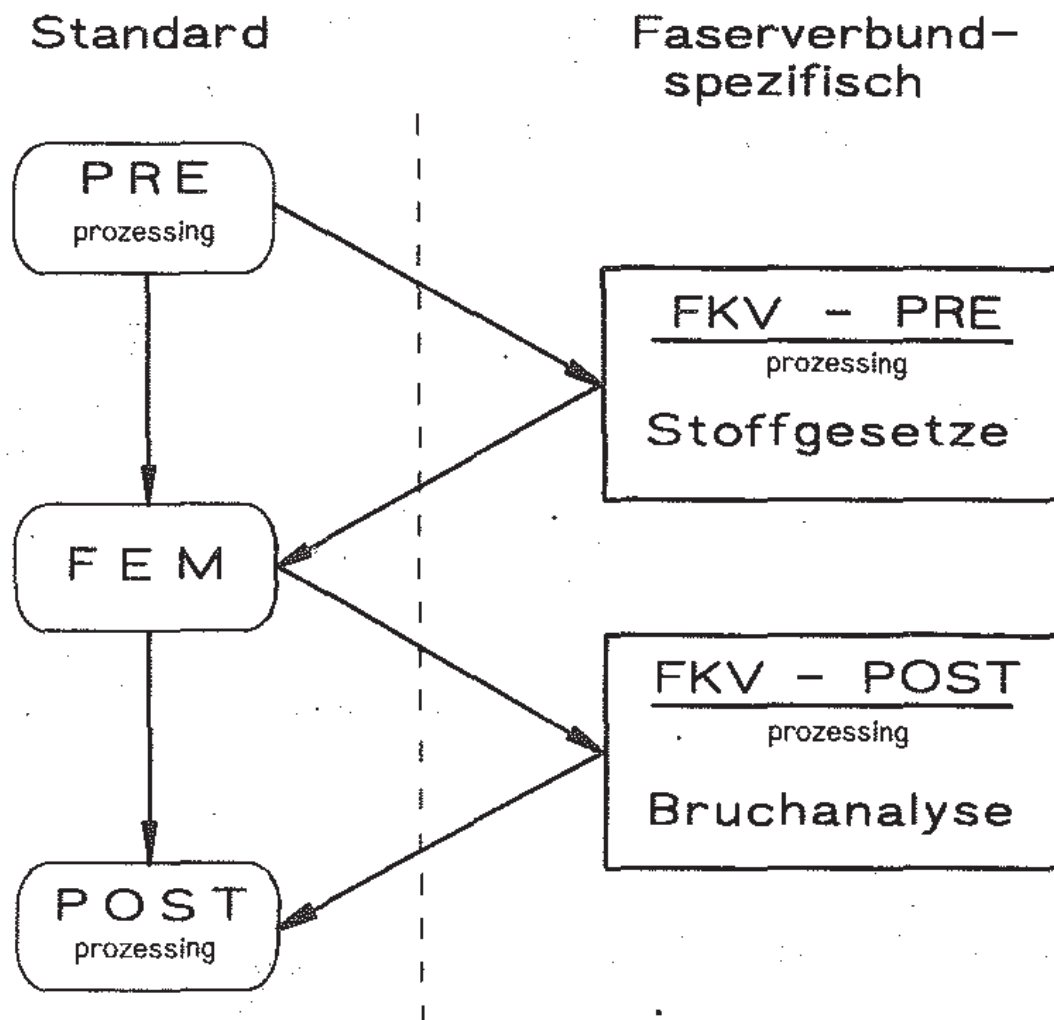 Standard
Faserverbund-
spezifisch
PRE
prozessing
FKV - PRE
prozessing
Stoffgesetze
FEM
FKV - POST
prozessing
Bruchanalyse
POST
prozessing